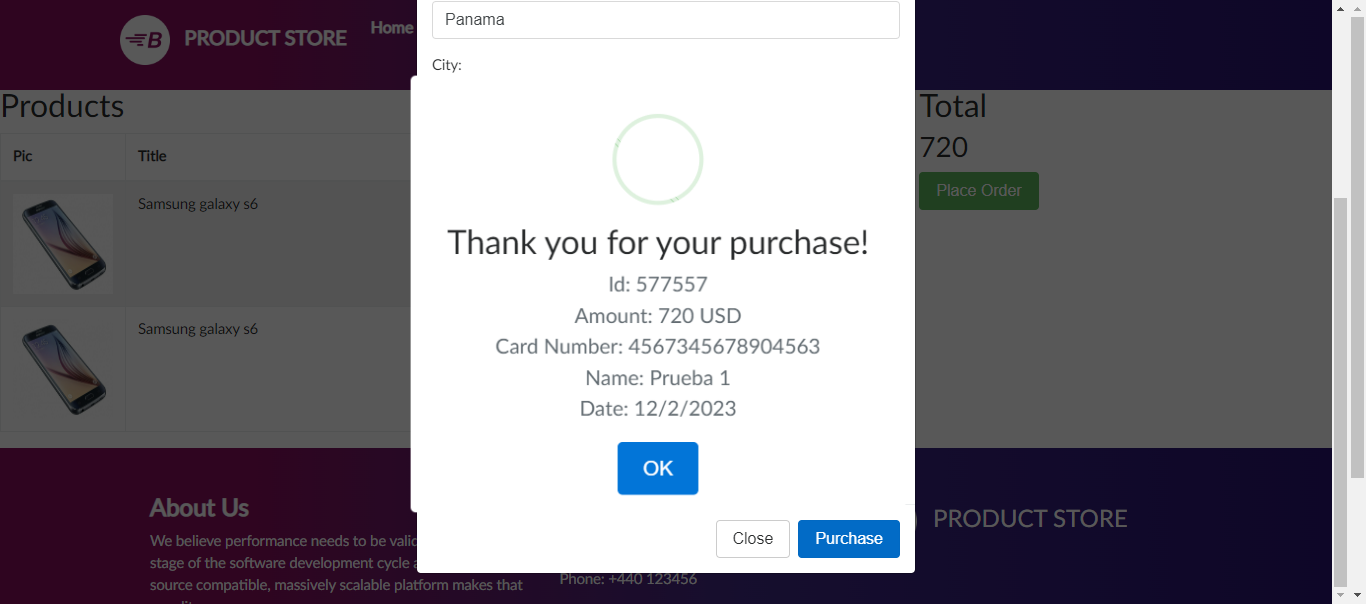 B
PRODUCT STORE
Home
Panama
City:
Products
Pic
Title
Samsung galaxy s6
Samsung galaxy s6
Total
720
Place Order
Thank you for your purchase!
Id: 577557
Amount: 720 USD
Card Number: 4567345678904563
Name: Prueba 1
Date: 12/2/2023
OK
Close
Purchase
About Us
We believe performance needs to be
stage of the software development cycle
source compatible, massively scalable platform makes that
Phone: +440 123456
PRODUCT STORE